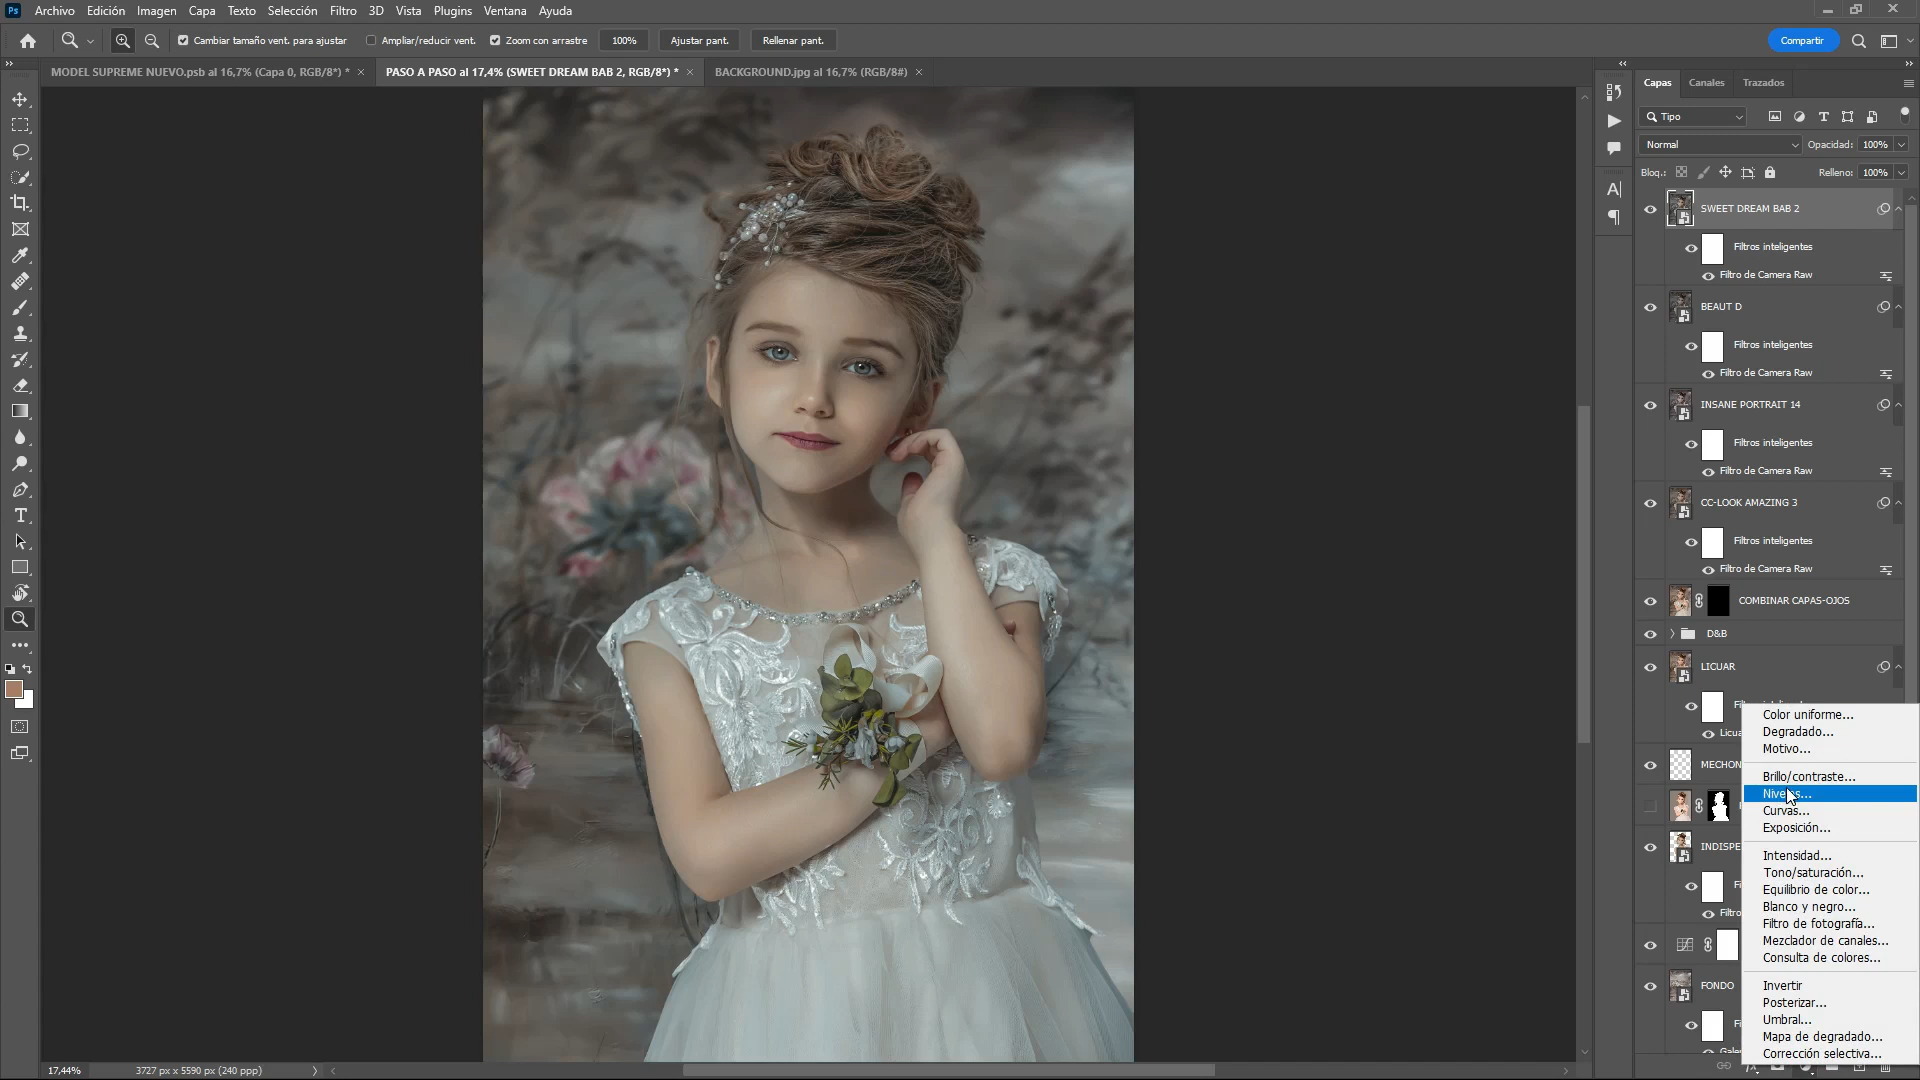 Ps Archivo Edición Imagen Capa Texto Selección Filtro 3D Vista Plugins Ventana Ayuda
Cambiar tamaño vent. para ajustar Ampliar/reducir vent. Zoom con arrastre 100% Ajustar pant. Rellenar pant. Compartir
MODEL SUPREME NUEVO.psb al 16,7% (Capa 0, RGB/8*) * PASO A PASO al 17,4% (SWEET DREAM BAB 2, RGB/8*) * BACKGROUND.jpg al 16,7% (RGB/8#)
Capas Canales Trazados
Tipo
Normal Opacidad: 100%
Bloq.: Relleno: 100%
SWEET DREAM BAB 2
Filtros inteligentes
Filtro de Camera Raw
BEAUT D
Filtros inteligentes
Filtro de Camera Raw
INSANE PORTRAIT 14
Filtros inteligentes
Filtro de Camera Raw
CC-LOOK AMAZING 3
Filtros inteligentes
Filtro de Camera Raw
COMBINAR CAPAS-OJOS
D&B
LICUAR
Licua
MECHON
INDISPE
Fi
Filtro
FONDO
Fi
Color uniforme...
Degradado...
Motivo...
Brillo/contraste...
Niveles...
Curvas...
Exposición...
Intensidad...
Tono/saturación...
Equilibrio de color...
Blanco y negro...
Filtro de fotografía...
Mezclador de canales...
Consulta de colores...
Invertir
Posterizar...
Umbral...
Mapa de degradado...
Corrección selectiva...
17,44% 3727 px x 5590 px (240 ppp)